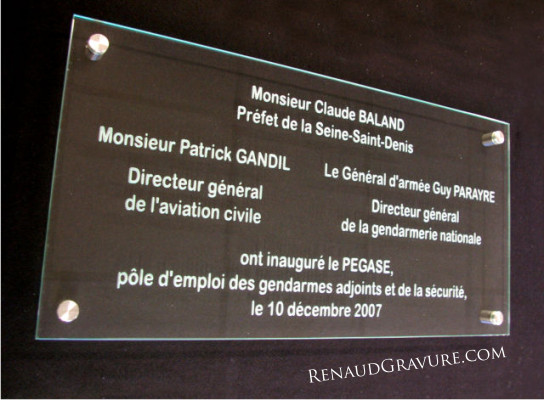 Monsieur Claude BALAND
Préfet de la Seine-Saint-Denis
Monsieur Patrick GANDIL
Directeur général
de l'aviation civile
Le Général d'armée Guy PARAYRE
Directeur général
de la gendarmerie nationale
ont inauguré le PEGASE,
pôle d'emploi des gendarmes adjoints et de la sécurité,
le 10 décembre 2007
RENAUDGRAVURE.COM